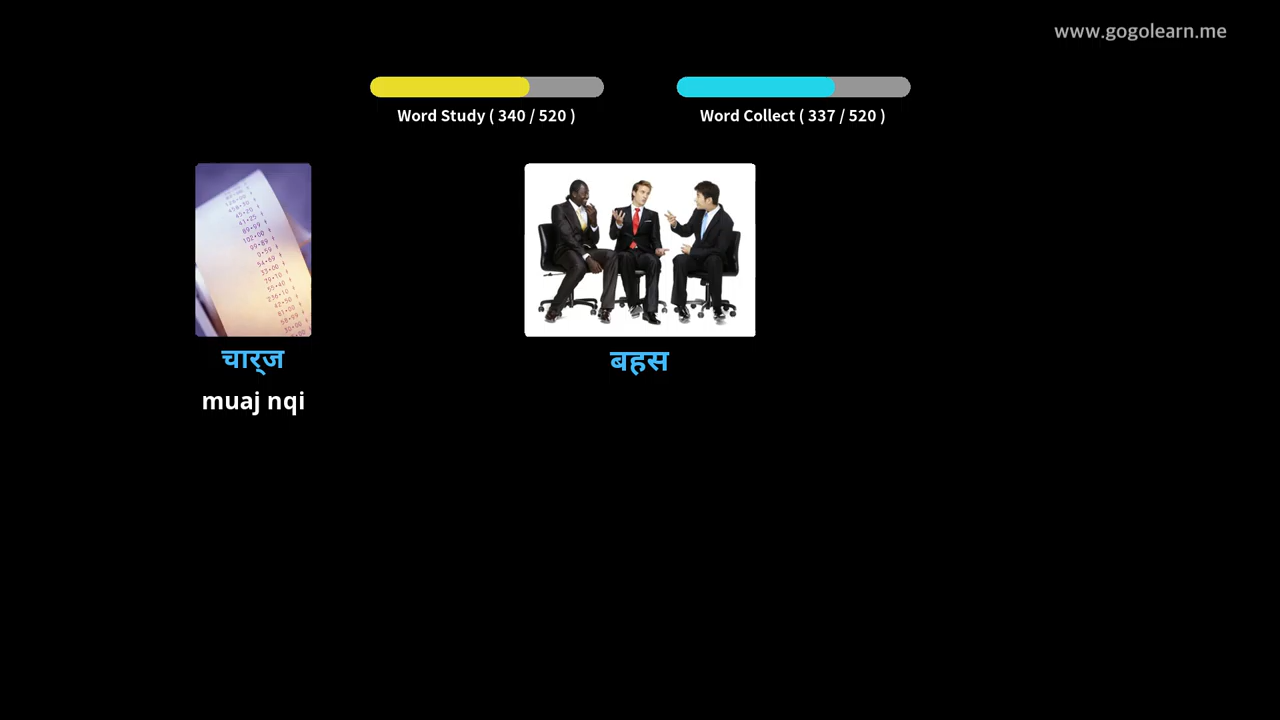 www.gogolearn.me
Word Study ( 340 / 520 )
Word Collect ( 337 / 520 )
चार्‌ज
muaj nqi
बहस